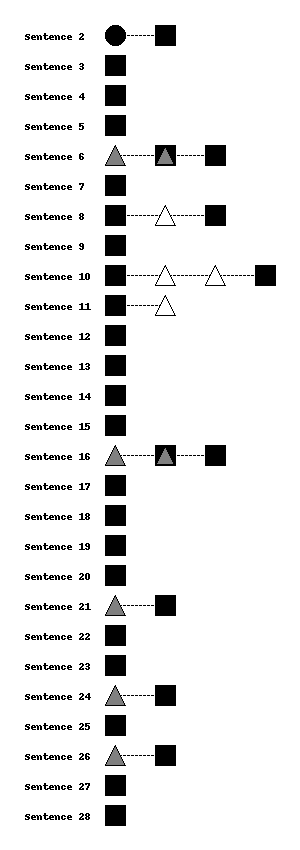 Sentence 2
Sentence 3
Sentence 4
Sentence 5
Sentence 6
Sentence 7
Sentence 8
Sentence 9
Sentence 10
Sentence 11
Sentence 12
Sentence 13
Sentence 14
Sentence 15
Sentence 16
Sentence 17
Sentence 18
Sentence 19
Sentence 20
Sentence 21
Sentence 22
Sentence 23
Sentence 24
Sentence 25
Sentence 26
Sentence 27
Sentence 28